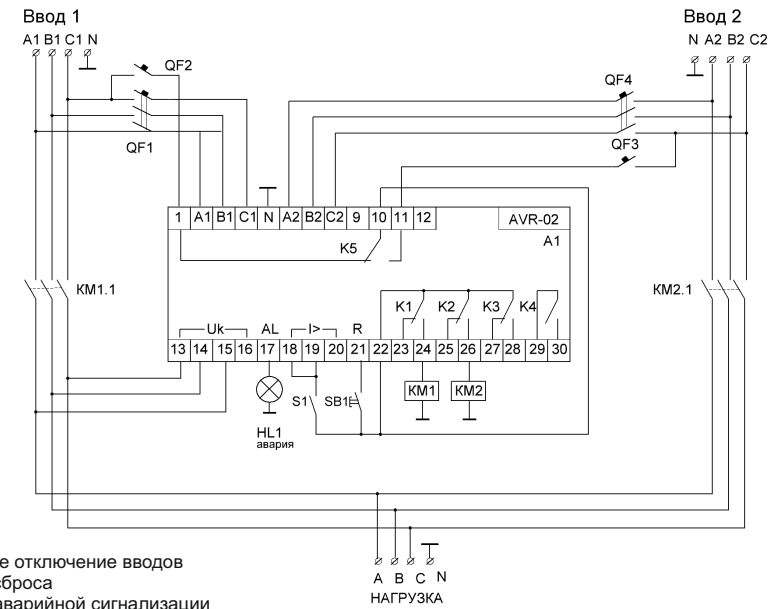 Ввод 1
Ввод 2
A1 B1 C1 N
N A2 B2 C2
QF2
QF4
QF1
QF3
1 A1 B1 C1 N A2 B2 C2 9 10 11 12
AVR-02
A1
K5
KM1.1
KM2.1
K1 K2 K3 K4
Uk AL I> R
13 14 15 16 17 18 19 20 21 22 23 24 25 26 27 28 29 30
S1 SB1 KM1 KM2
HL1
авария
е отключение вводов
сброса
аварийной сигнализации
A B C N
НАГРУЗКА